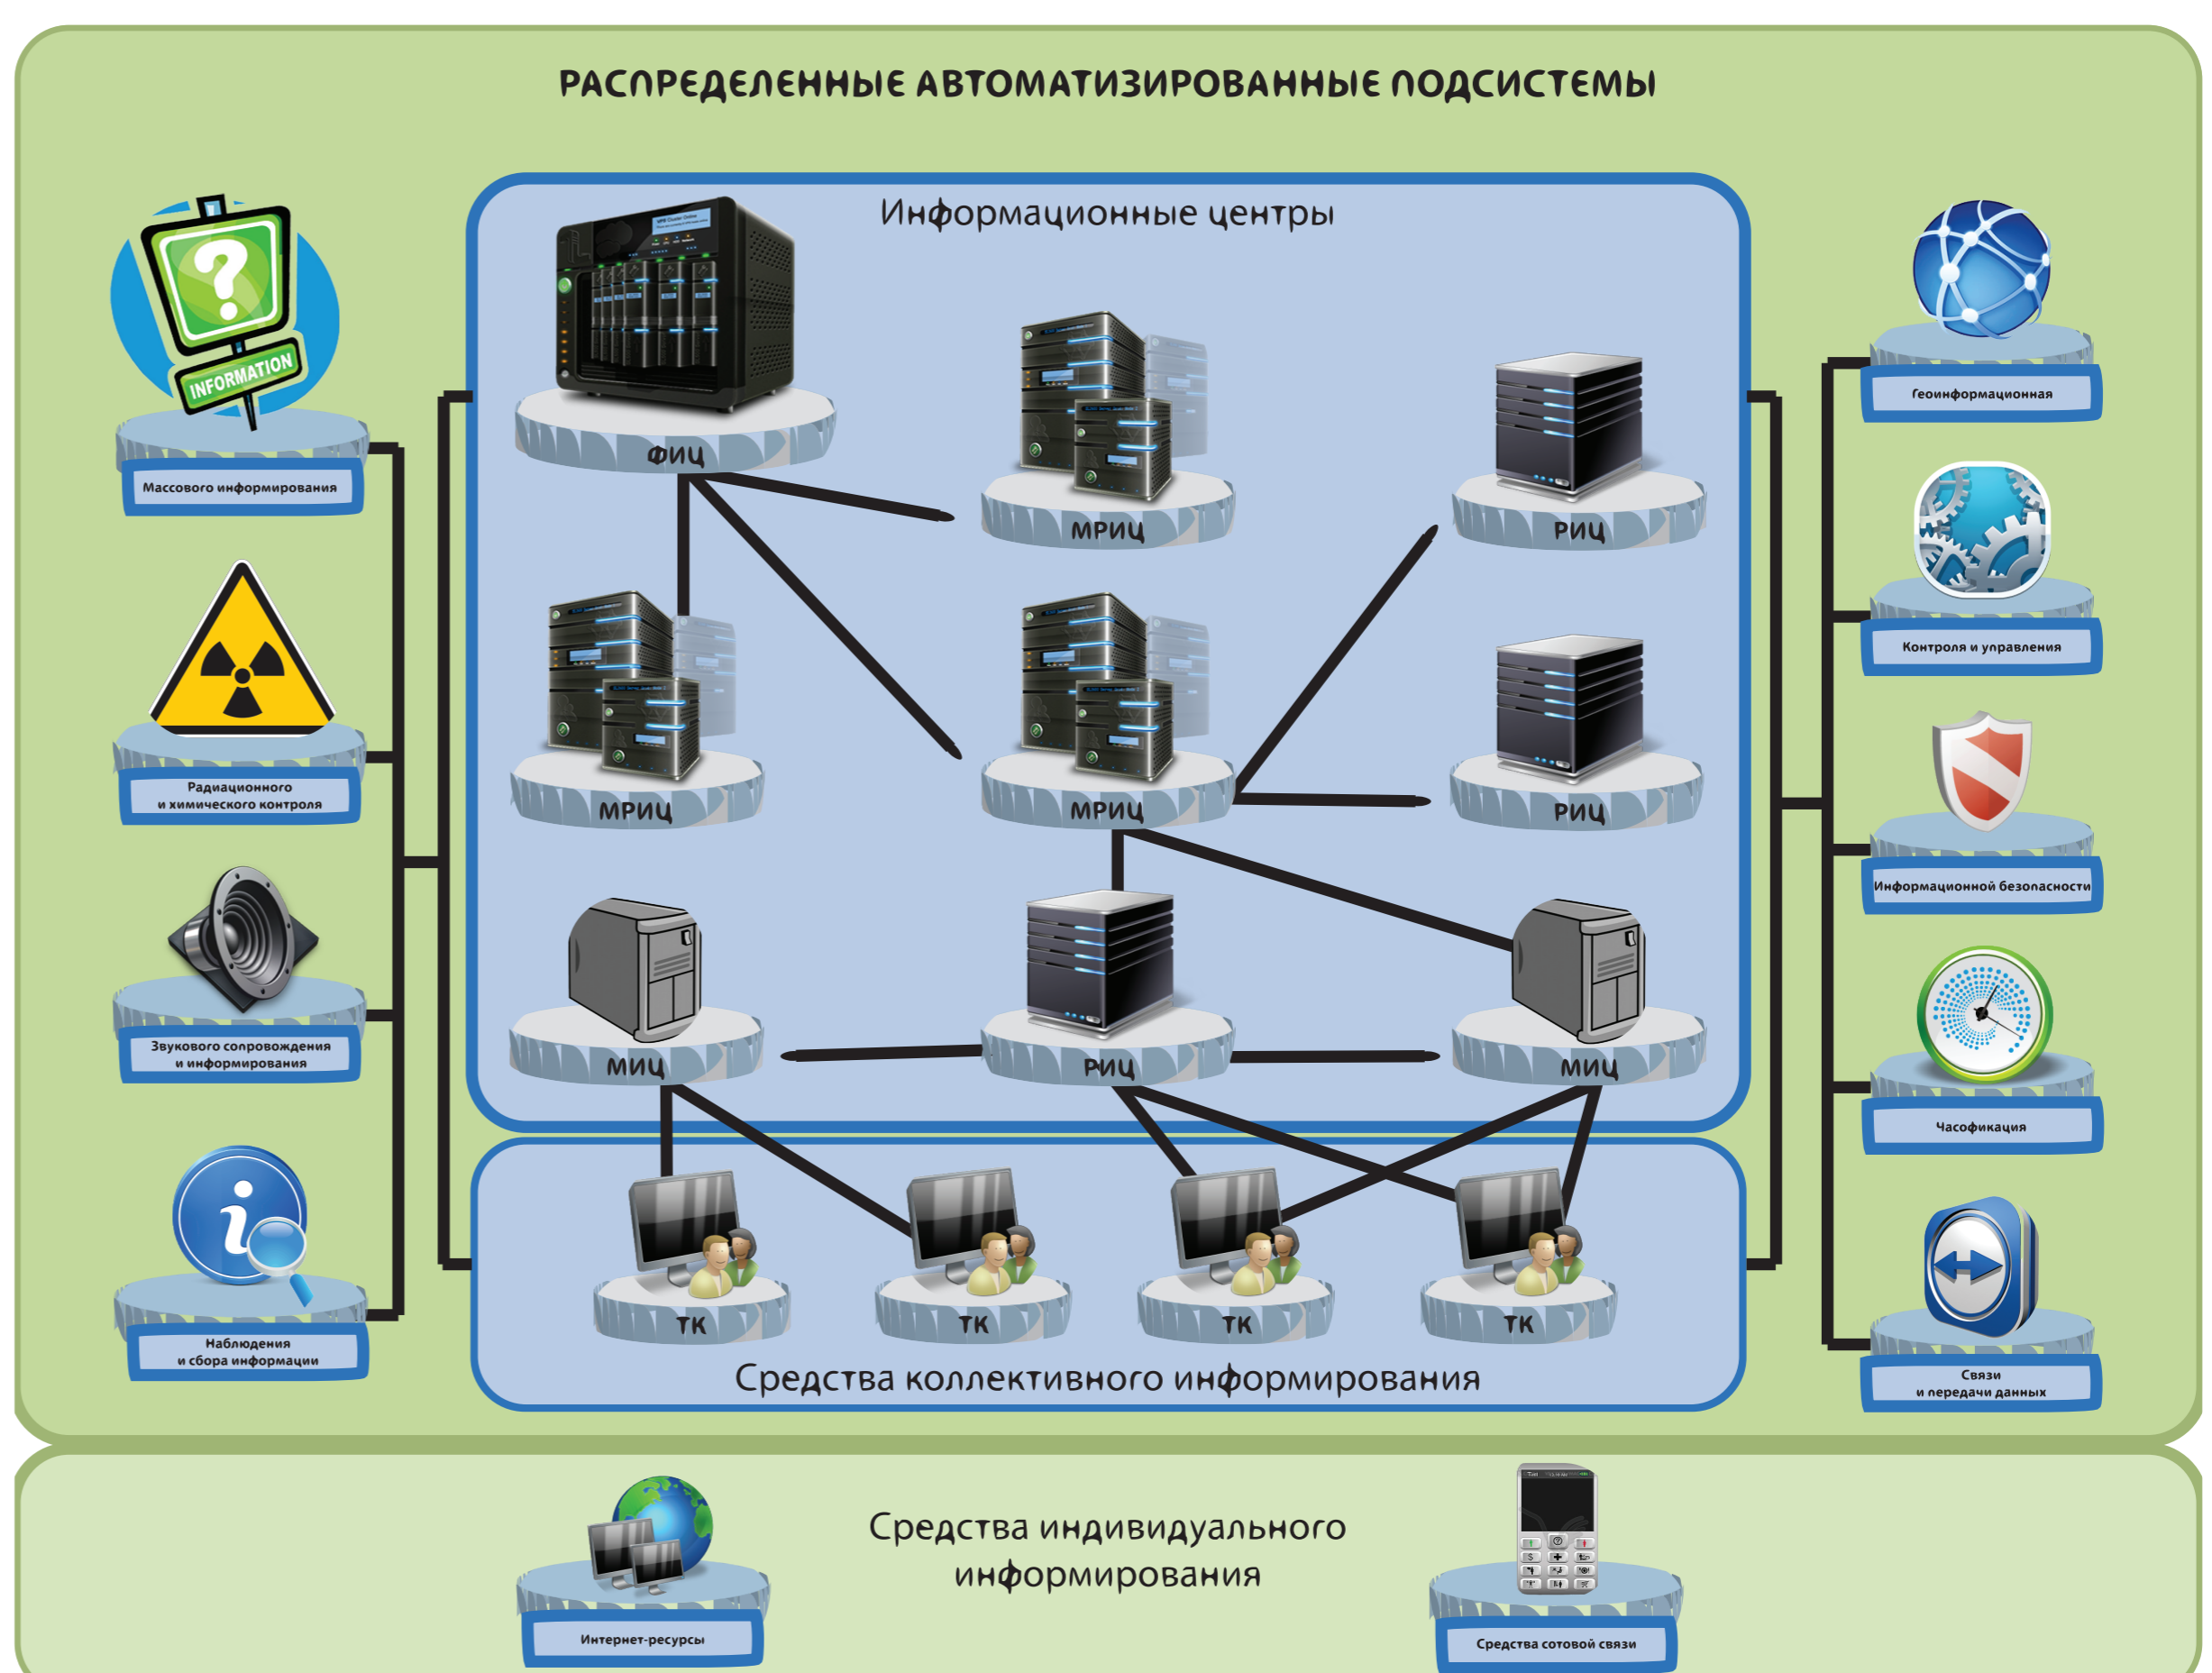 РАСПРЕДЕЛЕННЫЕ АВТОМАТИЗИРОВАННЫЕ ПОДСИСТЕМЫ
Информационные центры
INFORMATION
Массового информирования
Радиационного
и химического контроля
Звукового сопровождения
и информирования
Наблюдения
и сбора информации
ФИЦ
МРИЦ
РИЦ
МРИЦ
МРИЦ
РИЦ
МИЦ
РИЦ
МИЦ
ТК
ТК
ТК
ТК
Средства коллективного информирования
Геоинформационная
Контроля и управления
Информационной безопасности
Часофикация
Связи
и передачи данных
Средства индивидуального
информирования
Интернет-ресурсы
Средства сотовой связи